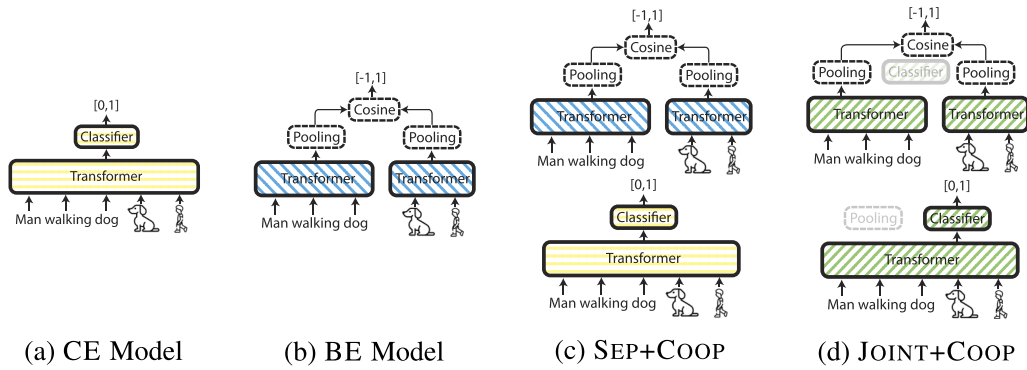 [0,1]
Classifier
Transformer
Man walking dog
(a) CE Model
[-1,1]
Cosine
Pooling Pooling
Transformer Transformer
Man walking dog
(b) BE Model
[-1,1]
Cosine
Pooling Pooling
Transformer Transformer
Man walking dog
[0,1]
Classifier
Transformer
Man walking dog
(c) SEP+COOP
[-1,1]
Cosine
Pooling Classifier Pooling
Transformer Transformer
Man walking dog
[0,1]
Pooling Classifier
Transformer
Man walking dog
(d) JOINT+COOP